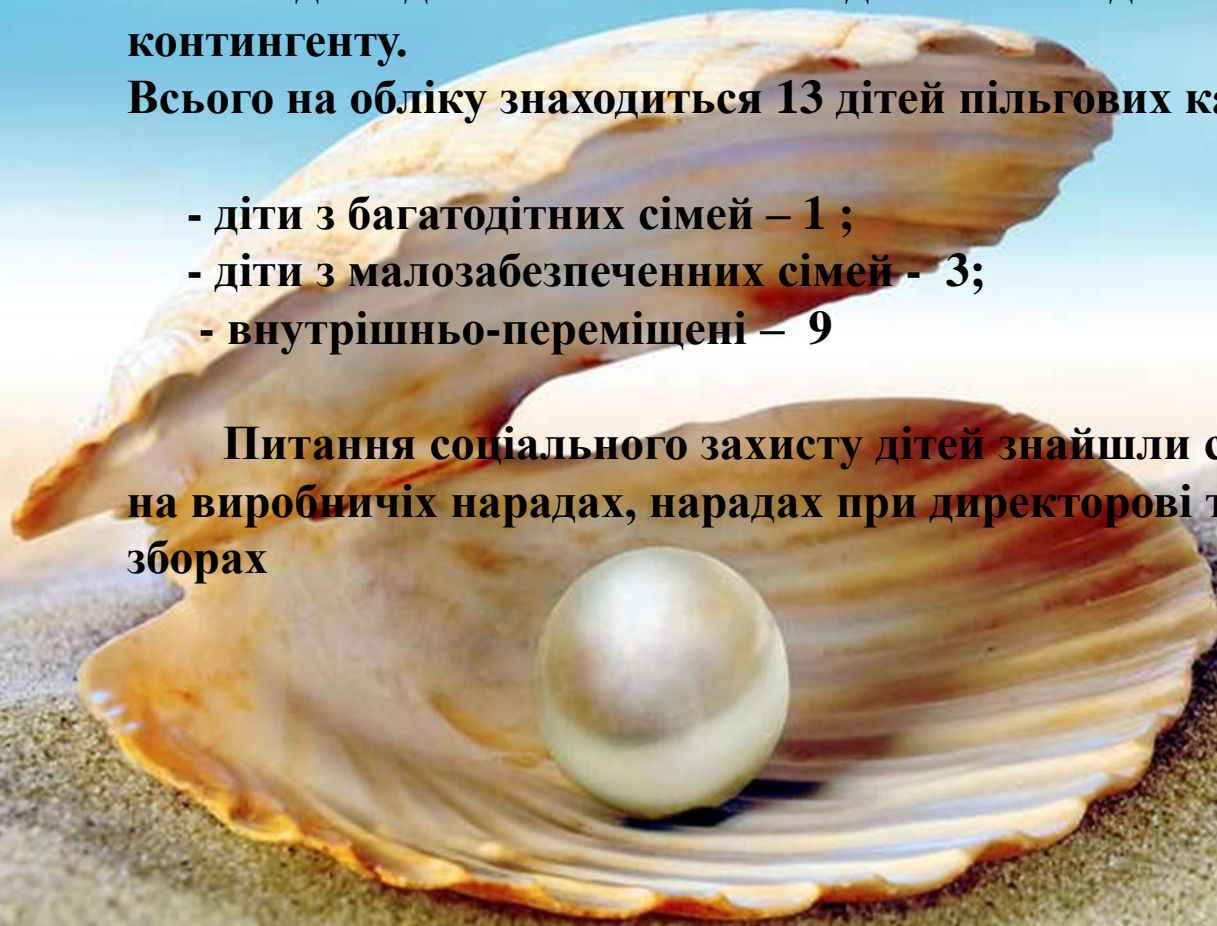 контингенту.
Всього на обліку знаходиться 13 дітей пільгових
- діти з багатодітних сімей – 1 ;
- діти з малозабезпеченних сімей - 3;
- внутрішньо-переміщені – 9
Питання соціального захисту дітей знайшли
на виробничіх нарадах, нарадах при директорові
зборах